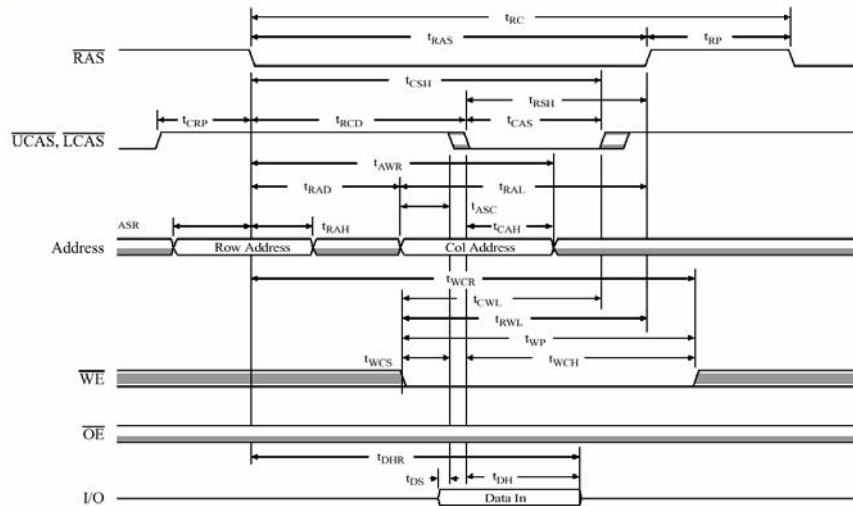 tRC
tRAS
tRP
RAS
tCSH
tRSH
tCRP
tRCD
tCAS
UCAS, LCAS
tAWR
tRAD
tRAL
tASC
ASR
tRAH
tCAH
Address
Row Address
Col Address
tWCR
tCWL
tRWL
tWP
tWCS
tWCH
WE
OE
tDHR
tDS
tDH
I/O
Data In